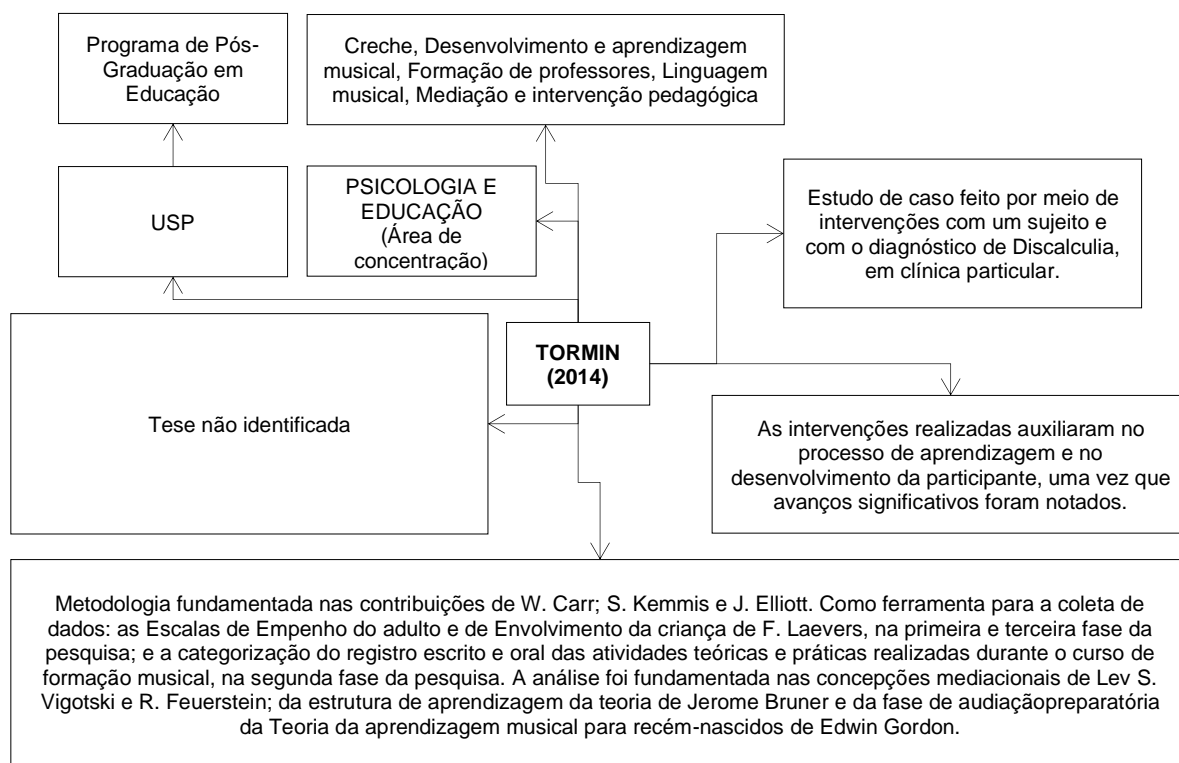 Programa de Pós-
Graduação em
Educação
Creche, Desenvolvimento e aprendizagem
musical, Formação de professores, Linguagem
musical, Mediação e intervenção pedagógica
USP
PSICOLOGIA E
EDUCAÇÃO
(Área de
concentração)
Estudo de caso feito por meio de
intervenções com um sujeito e
com o diagnóstico de Discalculia,
em clínica particular.
Tese não identificada
TORMIN
(2014)
As intervenções realizadas auxiliaram no
processo de aprendizagem e no
desenvolvimento da participante, uma vez que
avanços significativos foram notados.
Metodologia fundamentada nas contribuições de W. Carr; S. Kemmis e J. Elliott. Como ferramenta para a coleta de
dados: as Escalas de Empenho do adulto e de Envolvimento da criança de F. Laevers, na primeira e terceira fase da
pesquisa; e a categorização do registro escrito e oral das atividades teóricas e práticas realizadas durante o curso de
formação musical, na segunda fase da pesquisa. A análise foi fundamentada nas concepções mediacionais de Lev S.
Vigotski e R. Feuerstein; da estrutura de aprendizagem da teoria de Jerome Bruner e da fase de audiaçãopreparatória
da Teoria da aprendizagem musical para recém-nascidos de Edwin Gordon.